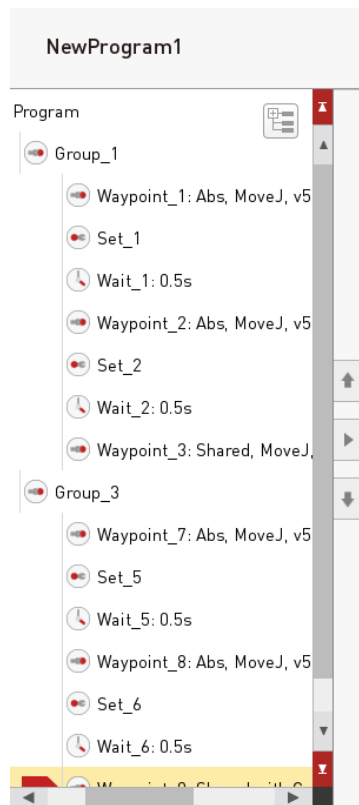 NewProgram1
Program
Group_1
Waypoint_1: Abs, MoveJ, v5
Set_1
Wait_1: 0.5s
Waypoint_2: Abs, MoveJ, v5
Set_2
Wait_2: 0.5s
Waypoint_3: Shared, MoveJ,
Group_3
Waypoint_7: Abs, MoveJ, v5
Set_5
Wait_5: 0.5s
Waypoint_8: Abs, MoveJ, v5
Set_6
Wait_6: 0.5s